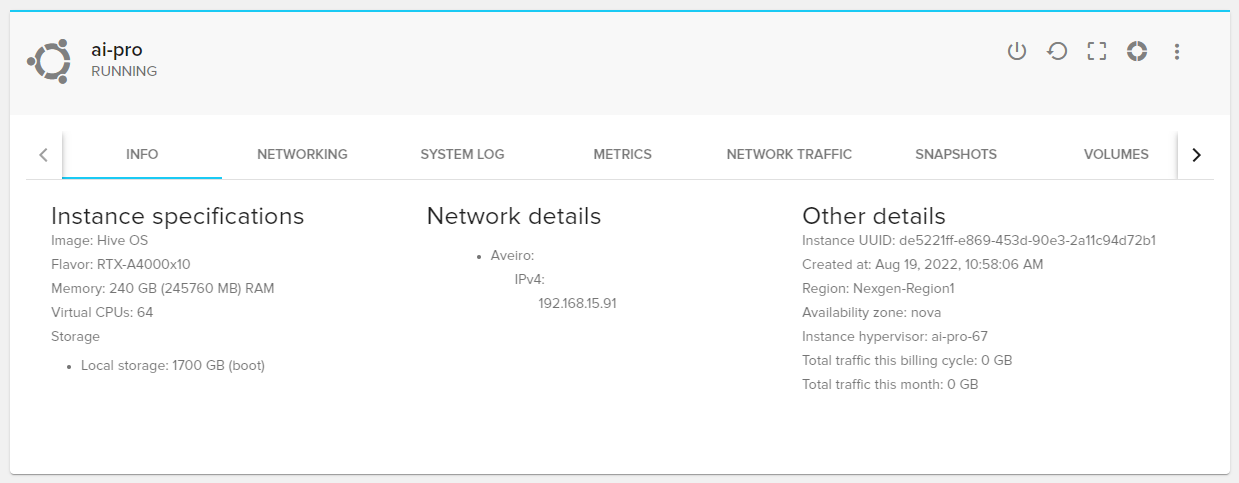 ai-pro
RUNNING
INFO
NETWORKING
SYSTEM LOG
METRICS
NETWORK TRAFFIC
SNAPSHOTS
VOLUMES
Instance specifications
Image: Hive OS
Flavor: RTX-A4000x10
Memory: 240 GB (245760 MB) RAM
Virtual CPUs: 64
Storage
Local storage: 1700 GB (boot)
Network details
Aveiro:
IPv4:
192.168.15.91
Other details
Instance UUID: de5221ff-e869-453d-90e3-2a11c94d72b1
Created at: Aug 19, 2022, 10:58:06 AM
Region: Nexgen-Region1
Availability zone: nova
Instance hypervisor: ai-pro-67
Total traffic this billing cycle: 0 GB
Total traffic this month: 0 GB